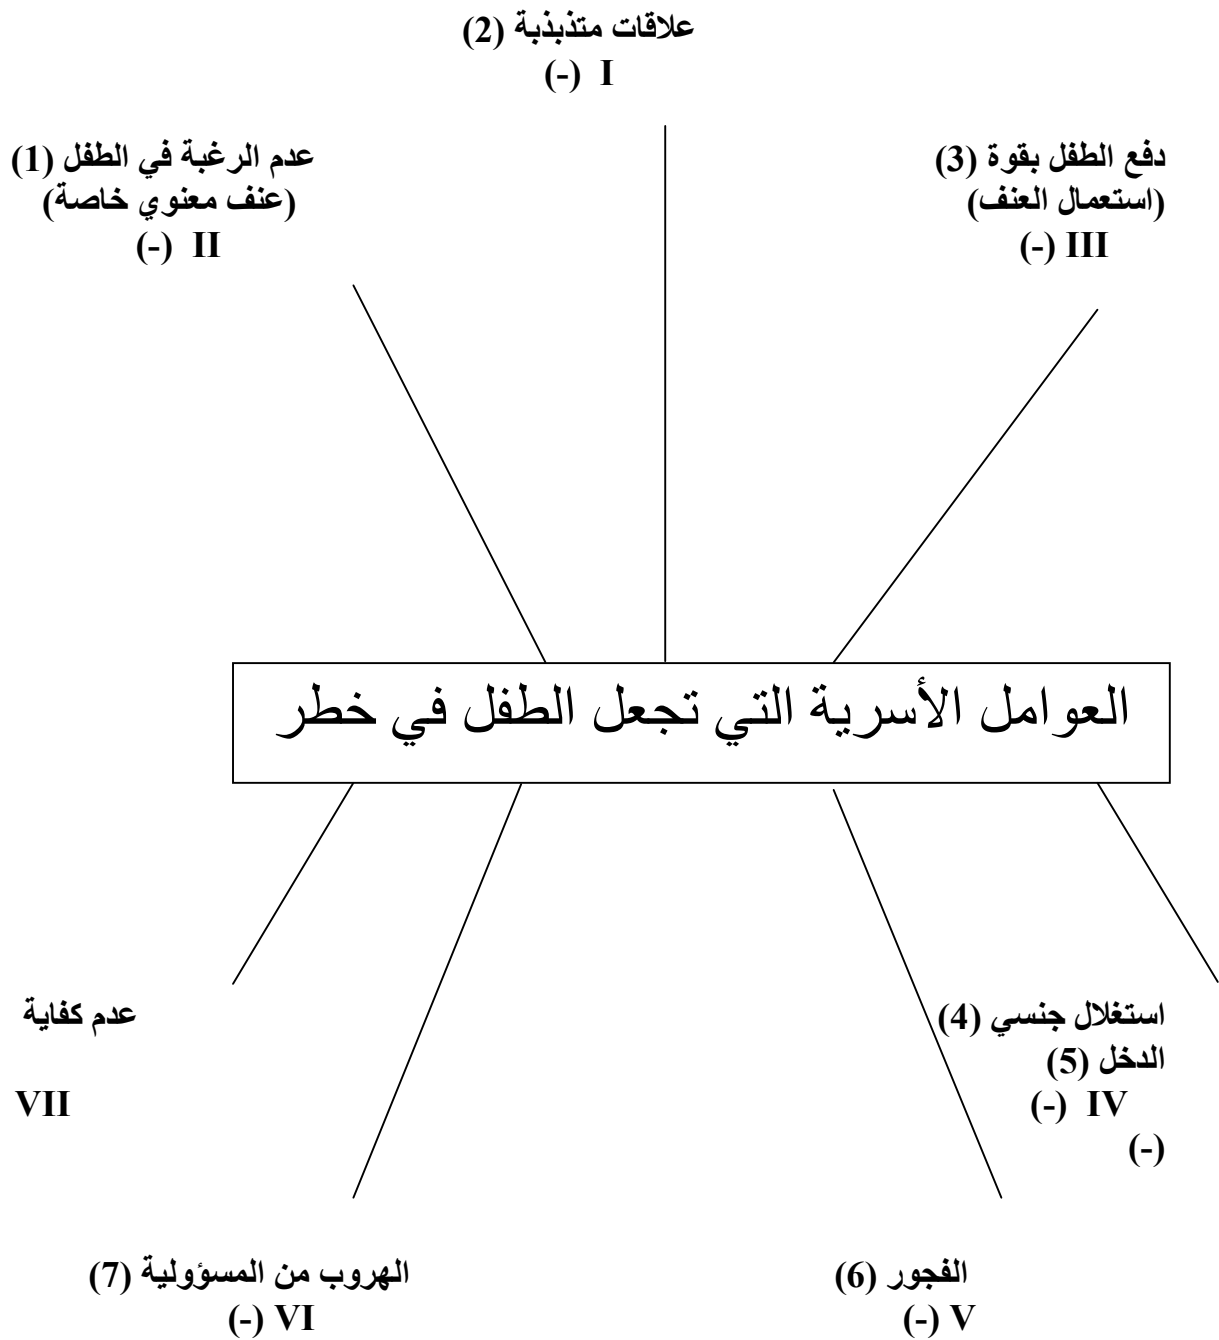 علاقات متذبذبة (2)
I (-)
عدم الرغبة في الطفل (1)
(عنف معنوي خاصة)
II (-)
دفع الطفل بقوة (3)
(استعمال العنف)
III (-)
العوامل الأسرية التي تجعل الطفل في خطر
استغلال جنسي (4) عدم كفاية
الدخل (5)
IV (-) VII
(-)
الفجور (6)
V (-)
الهروب من المسؤولية (7)
VI (-)